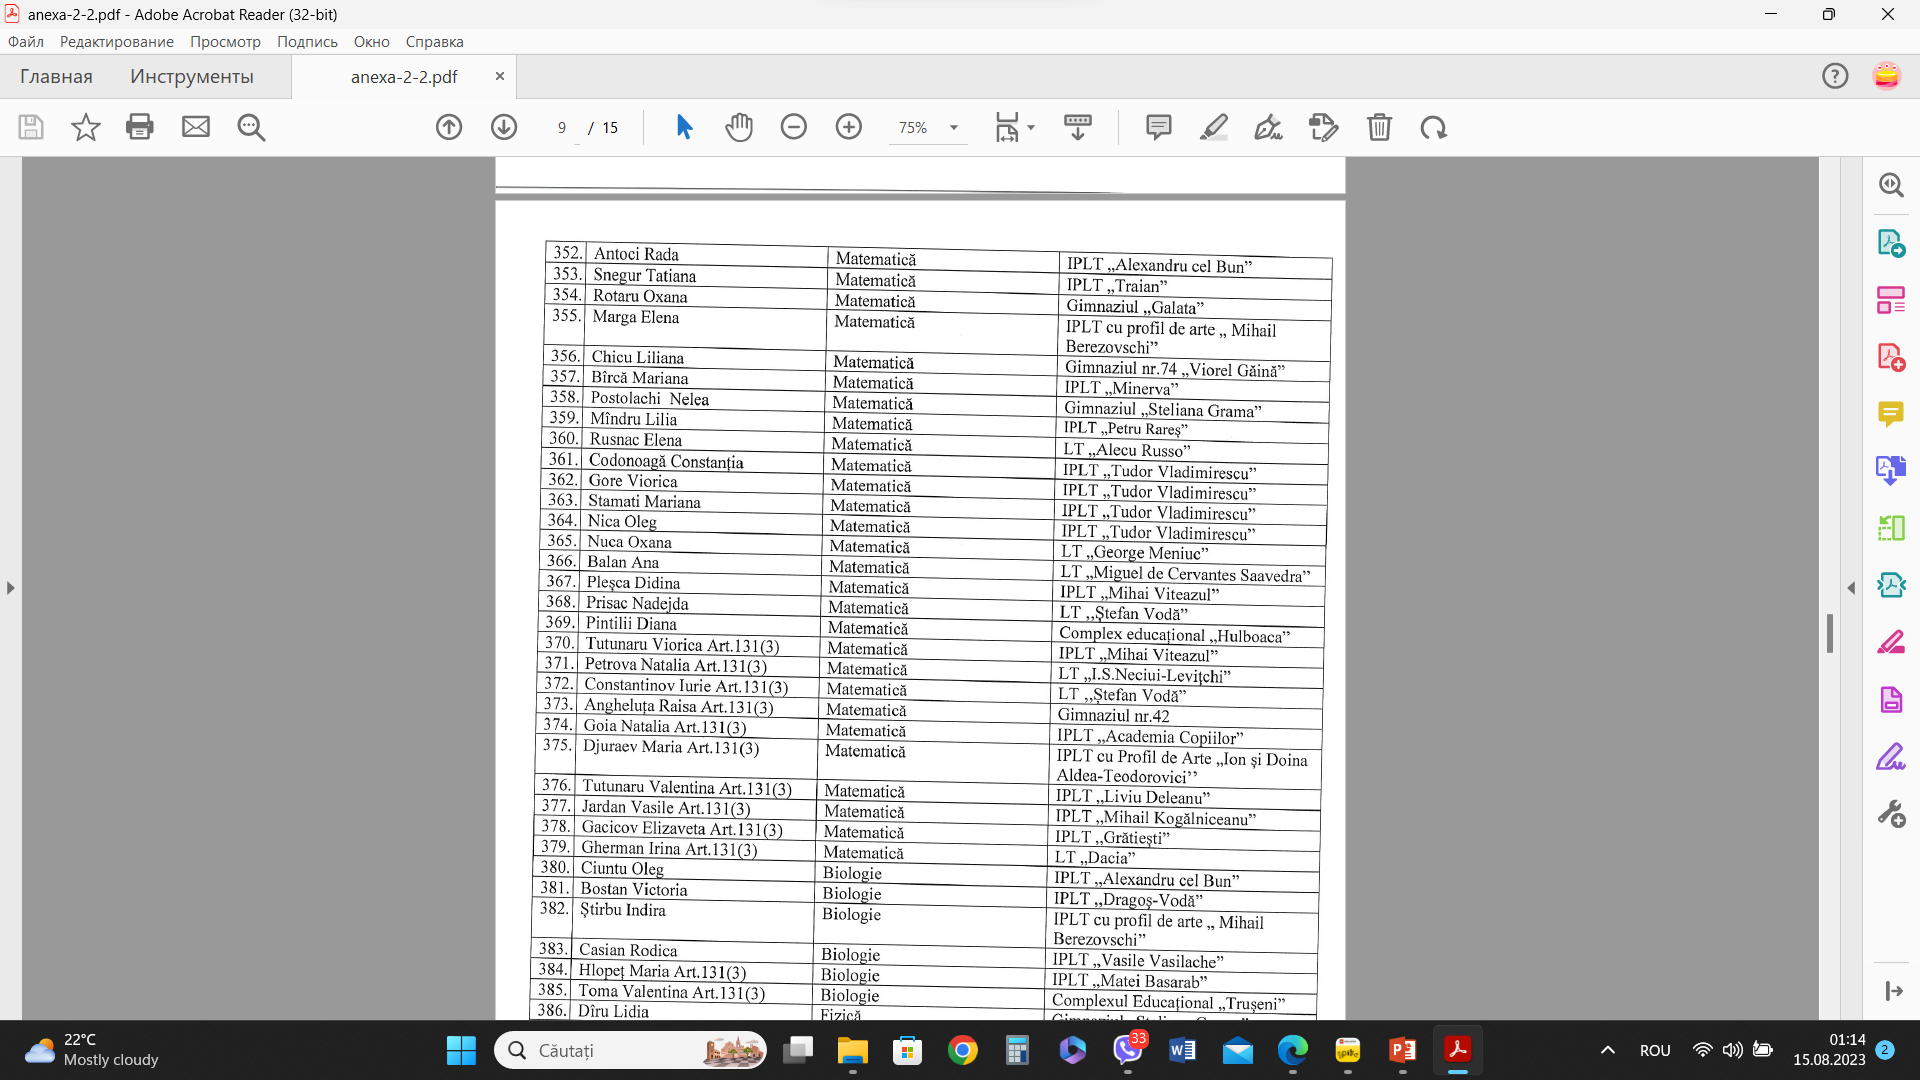 anexa-2-2.pdf - Adobe Acrobat Reader (32-bit)
Файл Редактирование Просмотр Подпись Окно Справка
Главная Инструменты anexa-2-2.pdf
9 / 15 75%
352. Antoci Rada Matematică IPLT „Alexandru cel Bun”
353. Snegur Tatiana Matematică IPLT „Traian”
354. Rotaru Oxana Matematică Gimnaziul „Galata”
355. Marga Elena Matematică IPLT cu profil de arte „ Mihail
Berezovschi”
356. Chicu Liliana Matematică Gimnaziul nr.74 „Viorel Găină”
357. Bîrcă Mariana Matematică IPLT „Minerva”
358. Postolachi Nelea Matematică Gimnaziul „Steliana Grama”
359. Mîndru Lilia Matematică IPLT „Petru Rareș”
360. Rusnac Elena Matematică LT „Alecu Russo”
361. Codonoagă Constanția Matematică IPLT „Tudor Vladimirescu”
362. Gore Viorica Matematică IPLT „Tudor Vladimirescu”
363. Stamati Mariana Matematică IPLT „Tudor Vladimirescu”
364. Nica Oleg Matematică IPLT „Tudor Vladimirescu”
365. Nuca Oxana Matematică LT „George Meniuc”
366. Balan Ana Matematică LT „Miguel de Cervantes Saavedra”
367. Pleșca Didina Matematică IPLT „Mihai Viteazul”
368. Prisac Nadejda Matematică LT „Ștefan Vodă”
369. Pintilii Diana Matematică Complex educațional „Hulboaca”
370. Tutunaru Viorica Art.131(3) Matematică IPLT „Mihai Viteazul”
371. Petrova Natalia Art.131(3) Matematică LT „I.S.Neciui-Levițchi”
372. Constantinov Iurie Art.131(3) Matematică LT „Ștefan Vodă”
373. Angheluța Raisa Art.131(3) Matematică Gimnaziul nr.42
374. Goia Natalia Art.131(3) Matematică IPLT „Academia Copiilor”
375. Djuraev Maria Art.131(3) Matematică IPLT cu Profil de Arte „Ion și Doina
Aldea-Teodorovici’’
376. Tutunaru Valentina Art.131(3) Matematică IPLT „Liviu Deleanu”
377. Jardan Vasile Art.131(3) Matematică IPLT „Mihail Kogălniceanu”
378. Gacicov Elizaveta Art.131(3) Matematică IPLT „Grătiești”
379. Gherman Irina Art.131(3) Matematică LT „Dacia”
380. Ciuntu Oleg Biologie IPLT „Alexandru cel Bun”
381. Bostan Victoria Biologie IPLT „Dragoș-Vodă”
382. Știrbu Indira Biologie IPLT cu profil de arte „ Mihail
Berezovschi”
383. Casian Rodica Biologie IPLT „Vasile Vasilache”
384. Hlopeț Maria Art.131(3) Biologie IPLT „Matei Basarab”
385. Toma Valentina Art.131(3) Biologie Complexul Educațional „Trușeni”
386. Dîru Lidia Fizică
22°C
Mostly cloudy
Căutați
33
ROU
01:14
15.08.2023
2